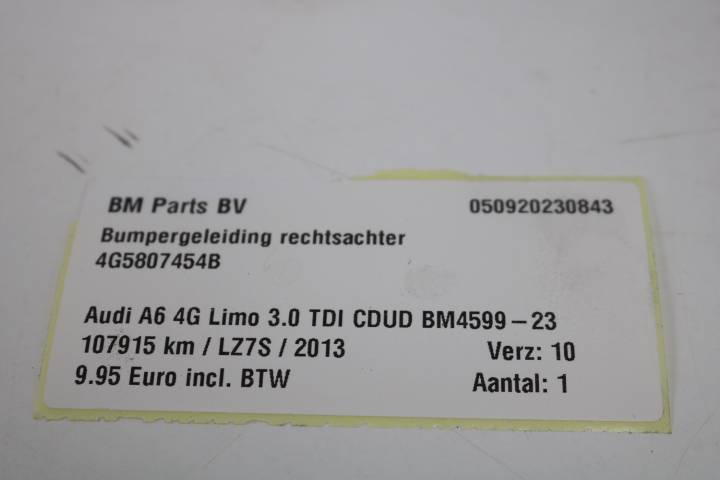 BM Parts BV 050920230843
Bumpergeleiding rechtsachter
4G5807454B
Audi A6 4G Limo 3.0 TDI CDUD BM4599-23
107915 km / LZ7S / 2013 Verz: 10
9.95 Euro incl. BTW Aantal: 1